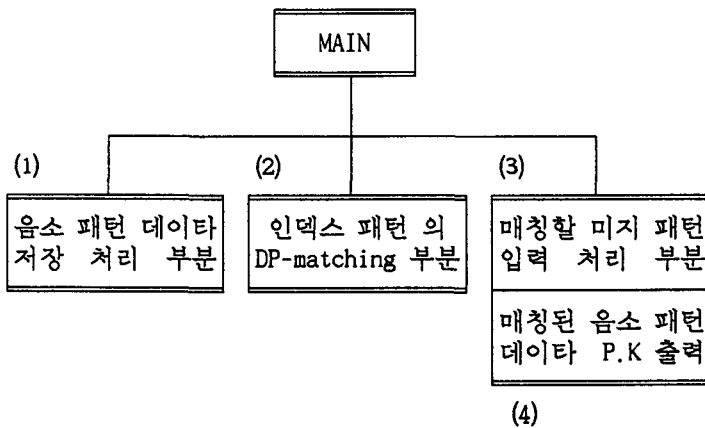 MAIN
(1)
음소 패턴 데이타
저장 처리 부분
(2)
인덱스 패턴 의
DP-matching 부분
(3)
매칭할 미지 패턴
입력 처리 부분
매칭된 음소 패턴
데이타 P.K 출력
(4)